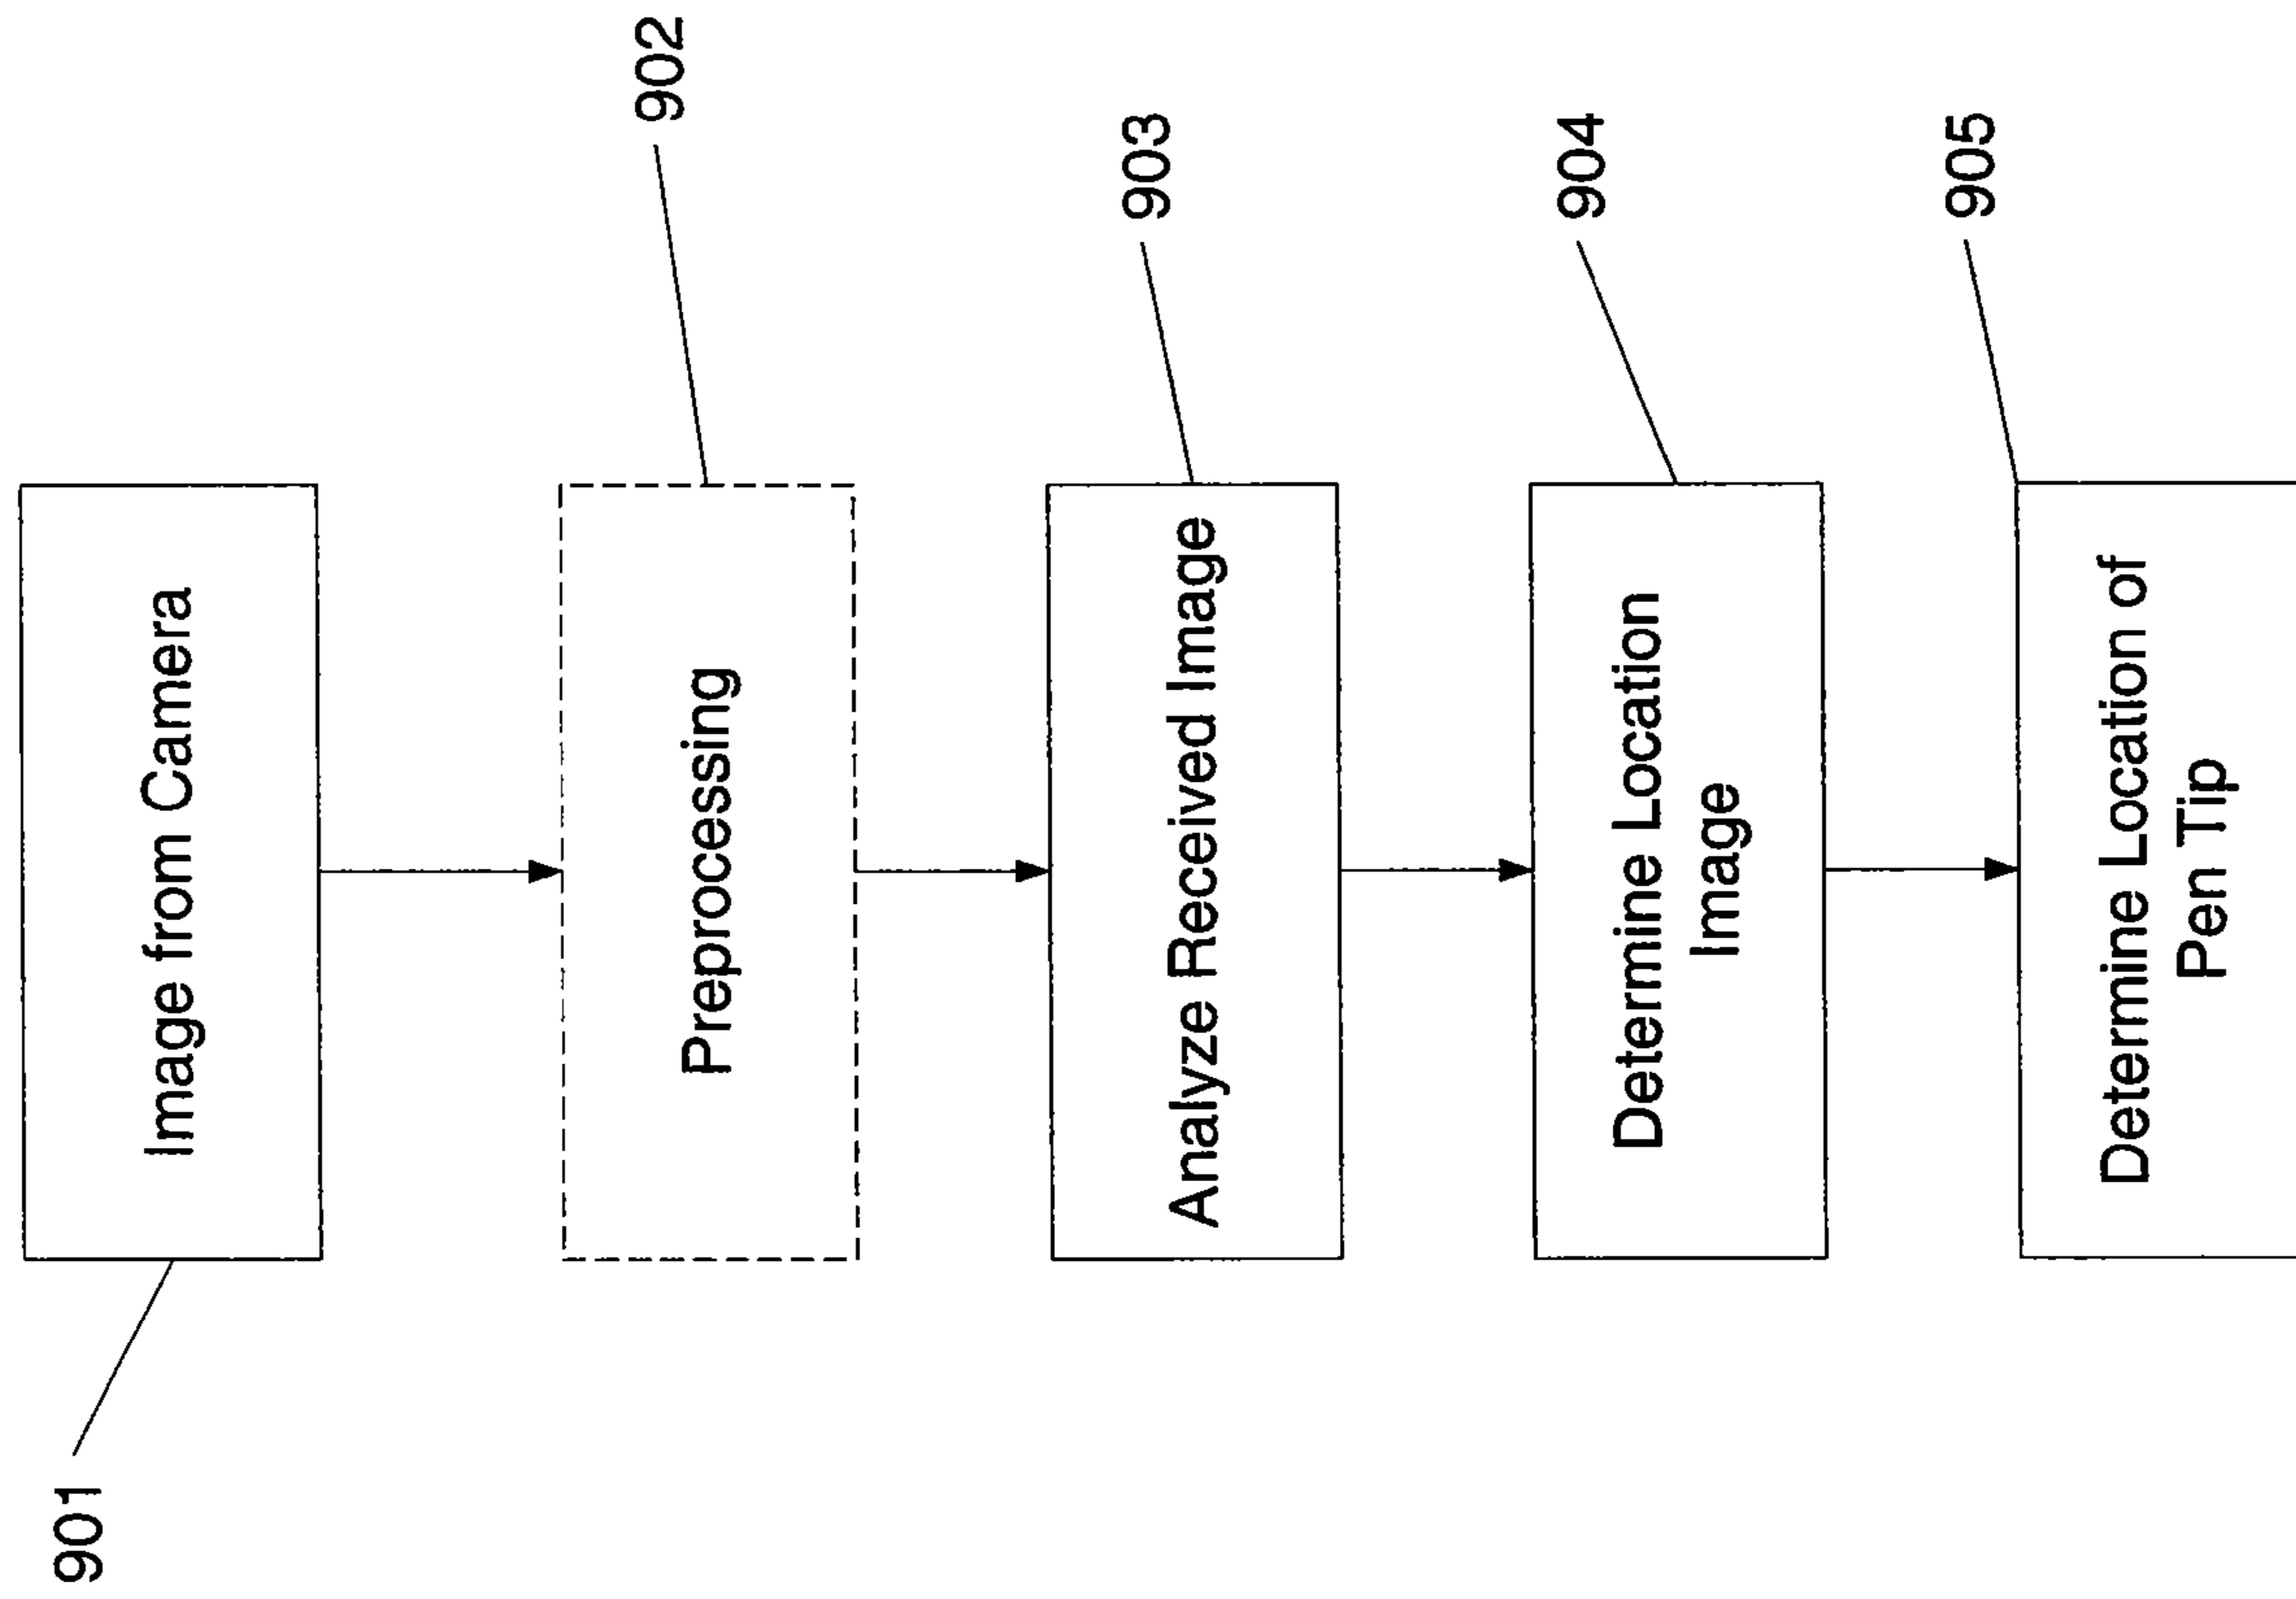 901
Image from Camera
902
Preprocessing
903
Analyze Received Image
904
Determine Location
Image
905
Determine Location of
Pen Tip